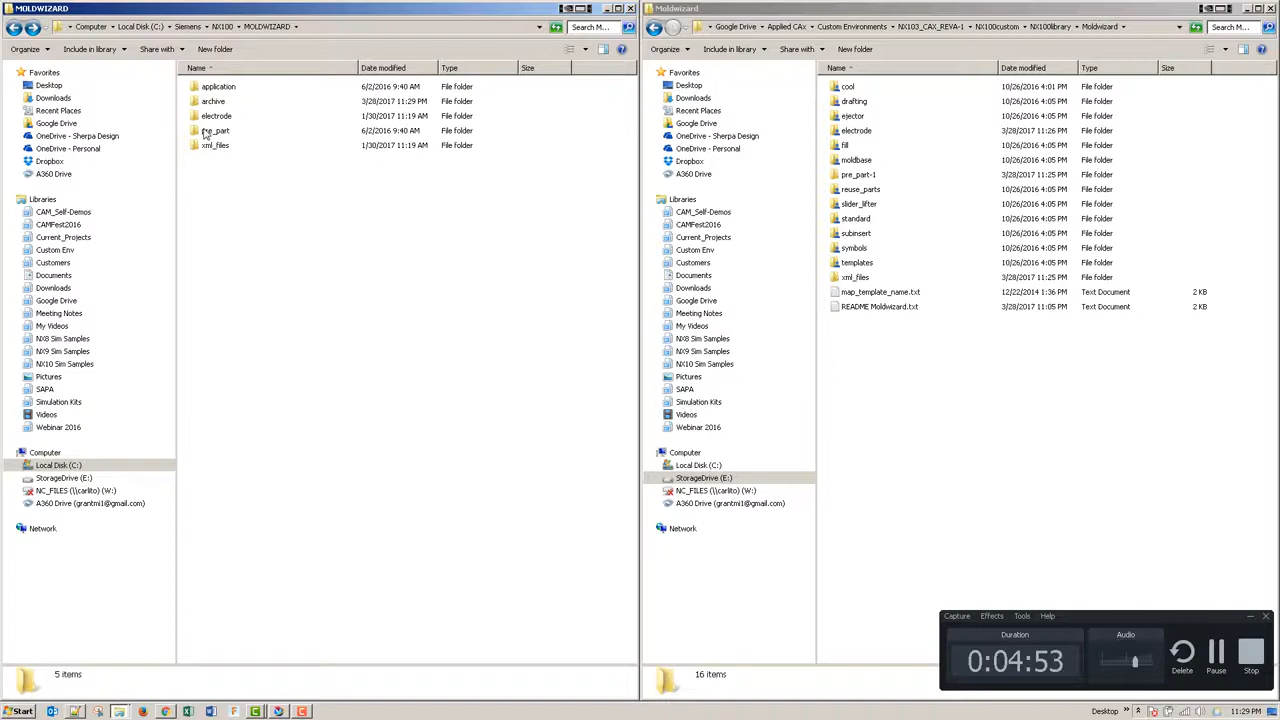 MOLDWIZARD
Computer Local Disk (C:) Siemens NX100 MOLDWIZARD Search M...
Organize Include in library Share with New folder
Name Date modified Type Size
Favorites
Desktop
Downloads
Recent Places
Google Drive
OneDrive - Sherpa Design
OneDrive - Personal
Dropbox
A360 Drive
Libraries
CAM_Self-Demos
CAMFest2016
Current_Projects
Custom Env
Customers
Documents
Downloads
Google Drive
Meeting Notes
My Videos
NX8 Sim Samples
NX9 Sim Samples
NX10 Sim Samples
Pictures
SAPA
Simulation Kits
Videos
Webinar 2016
Computer
Local Disk (C:)
StorageDrive (E:)
NC_FILES (\\carlito) (W:)
A360 Drive (grantmi1@gmail.com)
Network
application 6/2/2016 9:40 AM File folder
archive 3/28/2017 11:29 PM File folder
electrode 1/30/2017 11:19 AM File folder
pre_part 6/2/2016 9:40 AM File folder
xml_files 1/30/2017 11:19 AM File folder
5 items
Moldwizard
Google Drive Applied CAx Custom Environments NX103_CAX_REVA-1 NX100custom NX100library Moldwizard Search M...
Organize Include in library Share with New folder
Name Date modified Type Size
Favorites
Desktop
Downloads
Recent Places
Google Drive
OneDrive - Sherpa Design
OneDrive - Personal
Dropbox
A360 Drive
Libraries
CAM_Self-Demos
CAMFest2016
Current_Projects
Custom Env
Customers
Documents
Downloads
Google Drive
Meeting Notes
My Videos
NX8 Sim Samples
NX9 Sim Samples
NX10 Sim Samples
Pictures
SAPA
Simulation Kits
Videos
Webinar 2016
Computer
Local Disk (C:)
StorageDrive (E:)
NC_FILES (\\carlito) (W:)
A360 Drive (grantmi1@gmail.com)
Network
cool 10/26/2016 4:01 PM File folder
drafting 10/26/2016 4:05 PM File folder
ejector 10/26/2016 4:05 PM File folder
electrode 3/28/2017 11:26 PM File folder
fill 10/26/2016 4:05 PM File folder
moldbase 10/26/2016 4:05 PM File folder
pre_part-1 3/28/2017 11:25 PM File folder
reuse_parts 10/26/2016 4:05 PM File folder
slider_lifter 10/26/2016 4:05 PM File folder
standard 10/26/2016 4:05 PM File folder
subinsert 10/26/2016 4:05 PM File folder
symbols 10/26/2016 4:05 PM File folder
templates 10/26/2016 4:05 PM File folder
xml_files 3/28/2017 11:25 PM File folder
map_template_name.txt 12/22/2014 1:36 PM Text Document 2 KB
README Moldwizard.txt 3/28/2017 11:05 PM Text Document 2 KB
16 items
Capture Effects Tools Help
Duration Audio
0:04:53
Delete Pause Stop
Start Desktop 11:29 PM